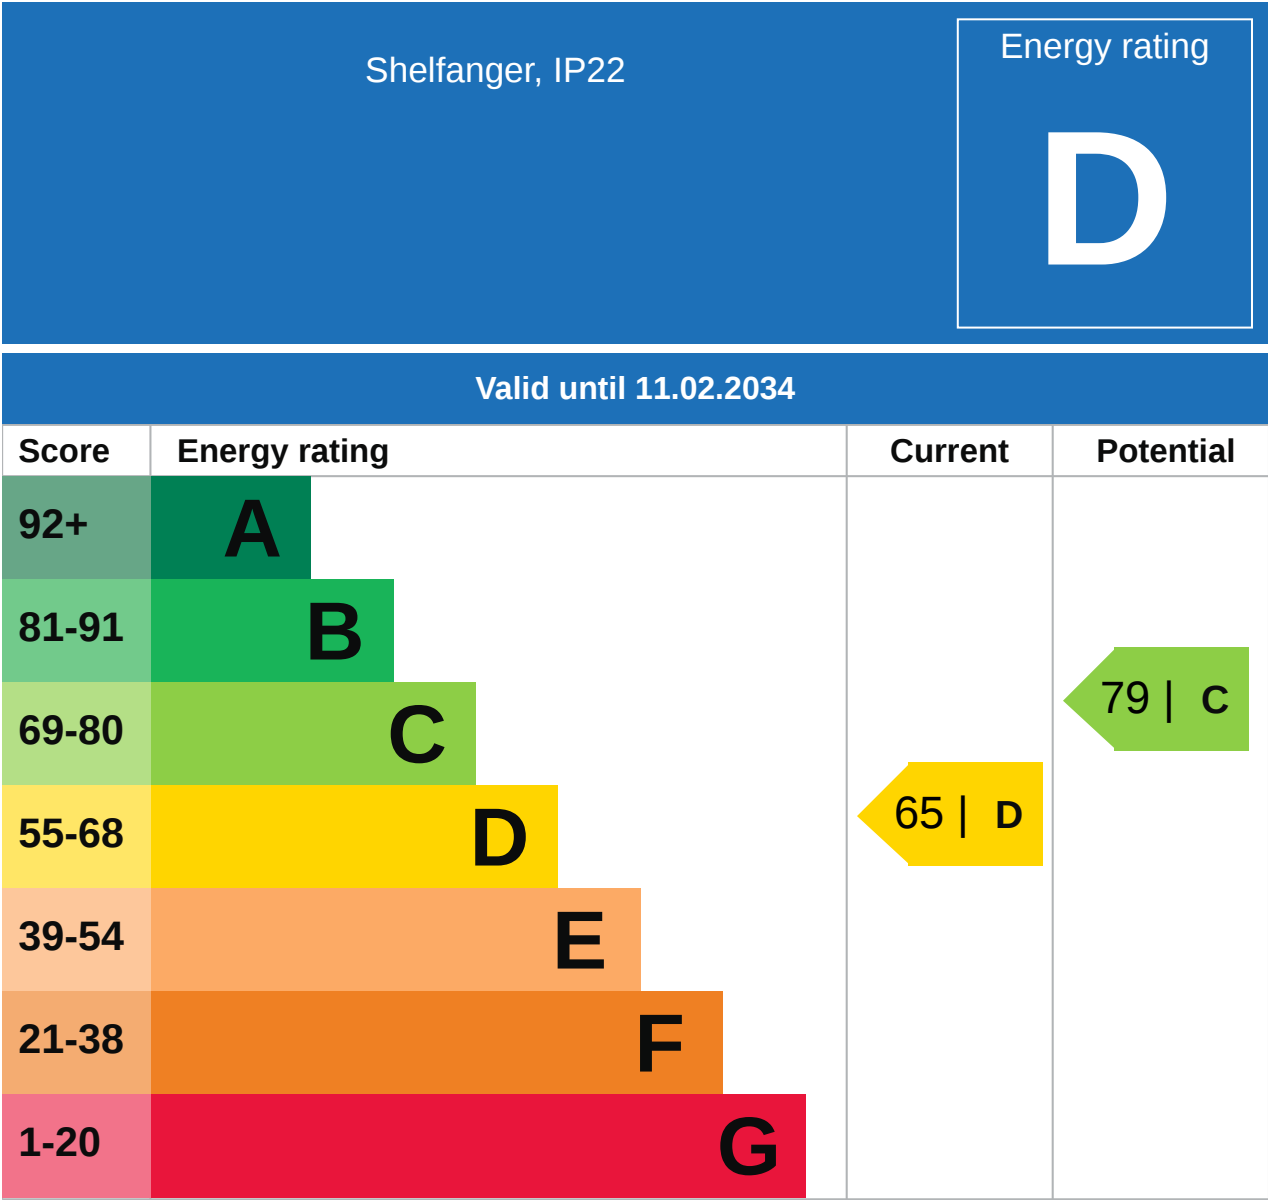 Shelfanger, IP22
Energy rating
D
Valid until 11.02.2034
Score Energy rating Current Potential
92+ A
81-91 B
69-80 C
79 | C
55-68 D
65 | D
39-54 E
21-38 F
1-20 G